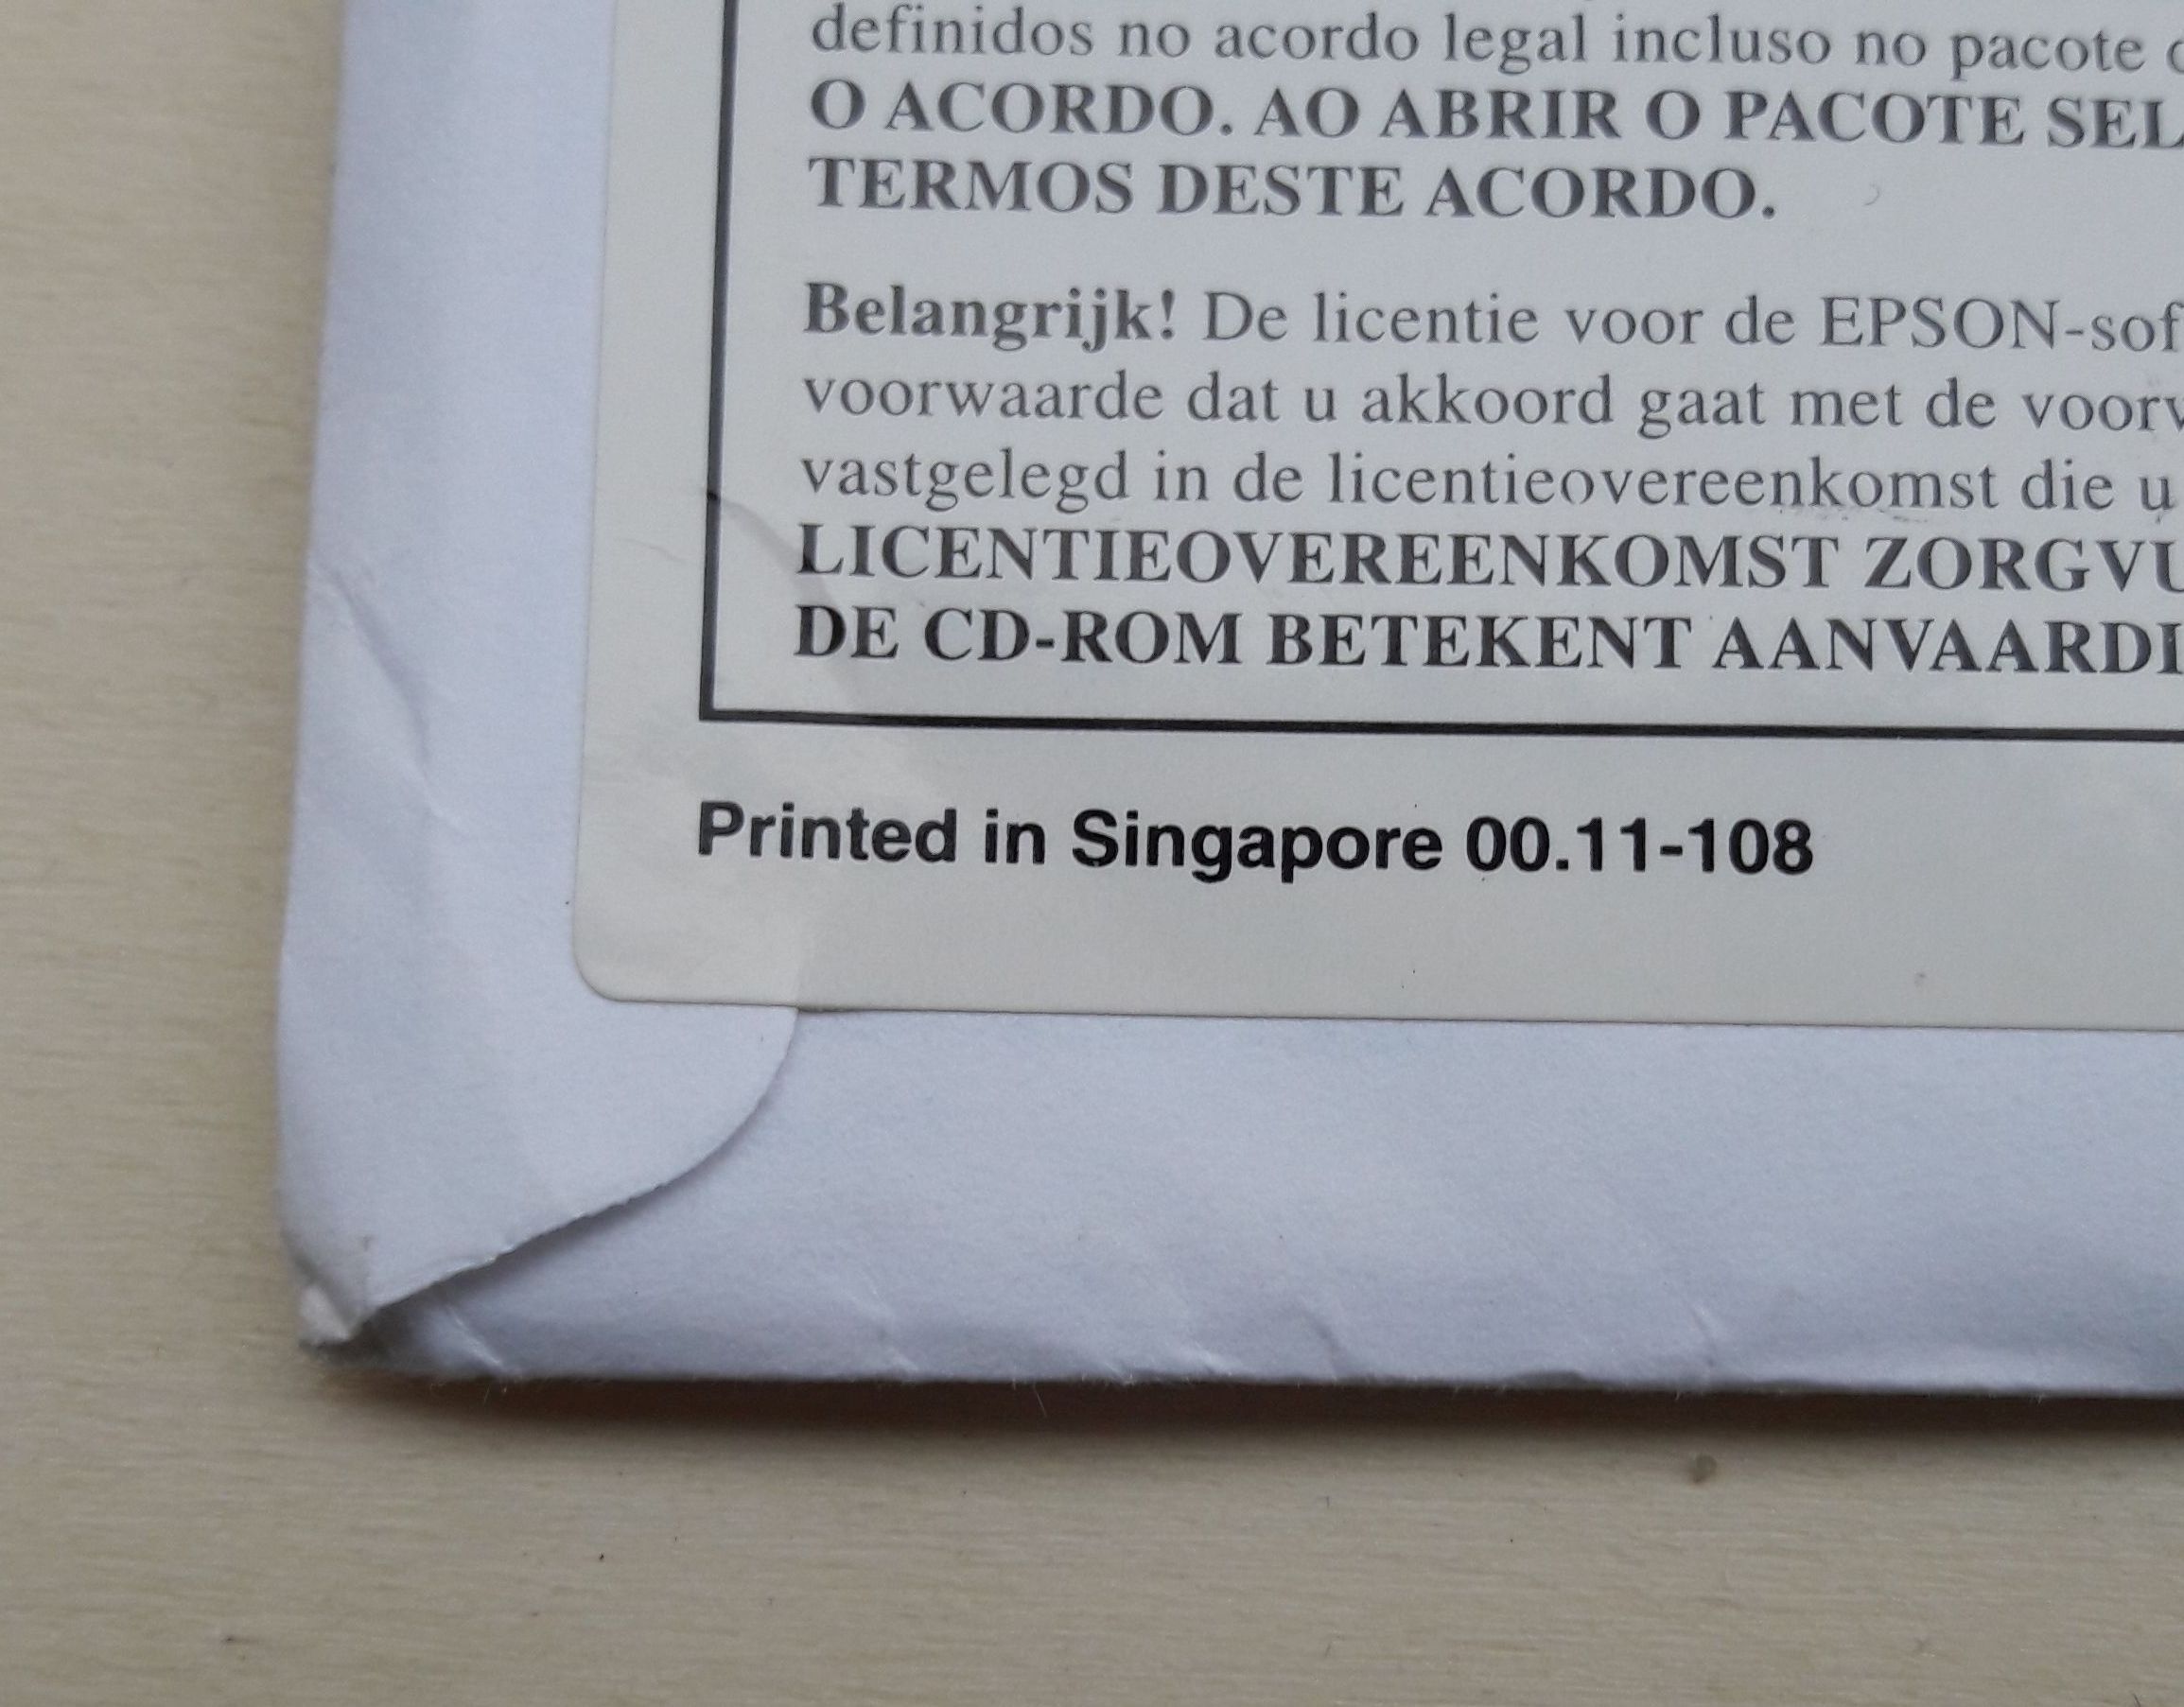 definidos no acordo legal incluso no pacote
O ACORDO. AO ABRIR O PACOTE
TERMOS DESTE ACORDO.
Belangrijk! De licentie voor de
voorwaarde dat u akkoord gaat met de
vastgelegd in de licentieovereenkomst die u
LICENTIEOVEREENKOMST
DE CD-ROM BETEKENT
Printed in Singapore 00.11-108